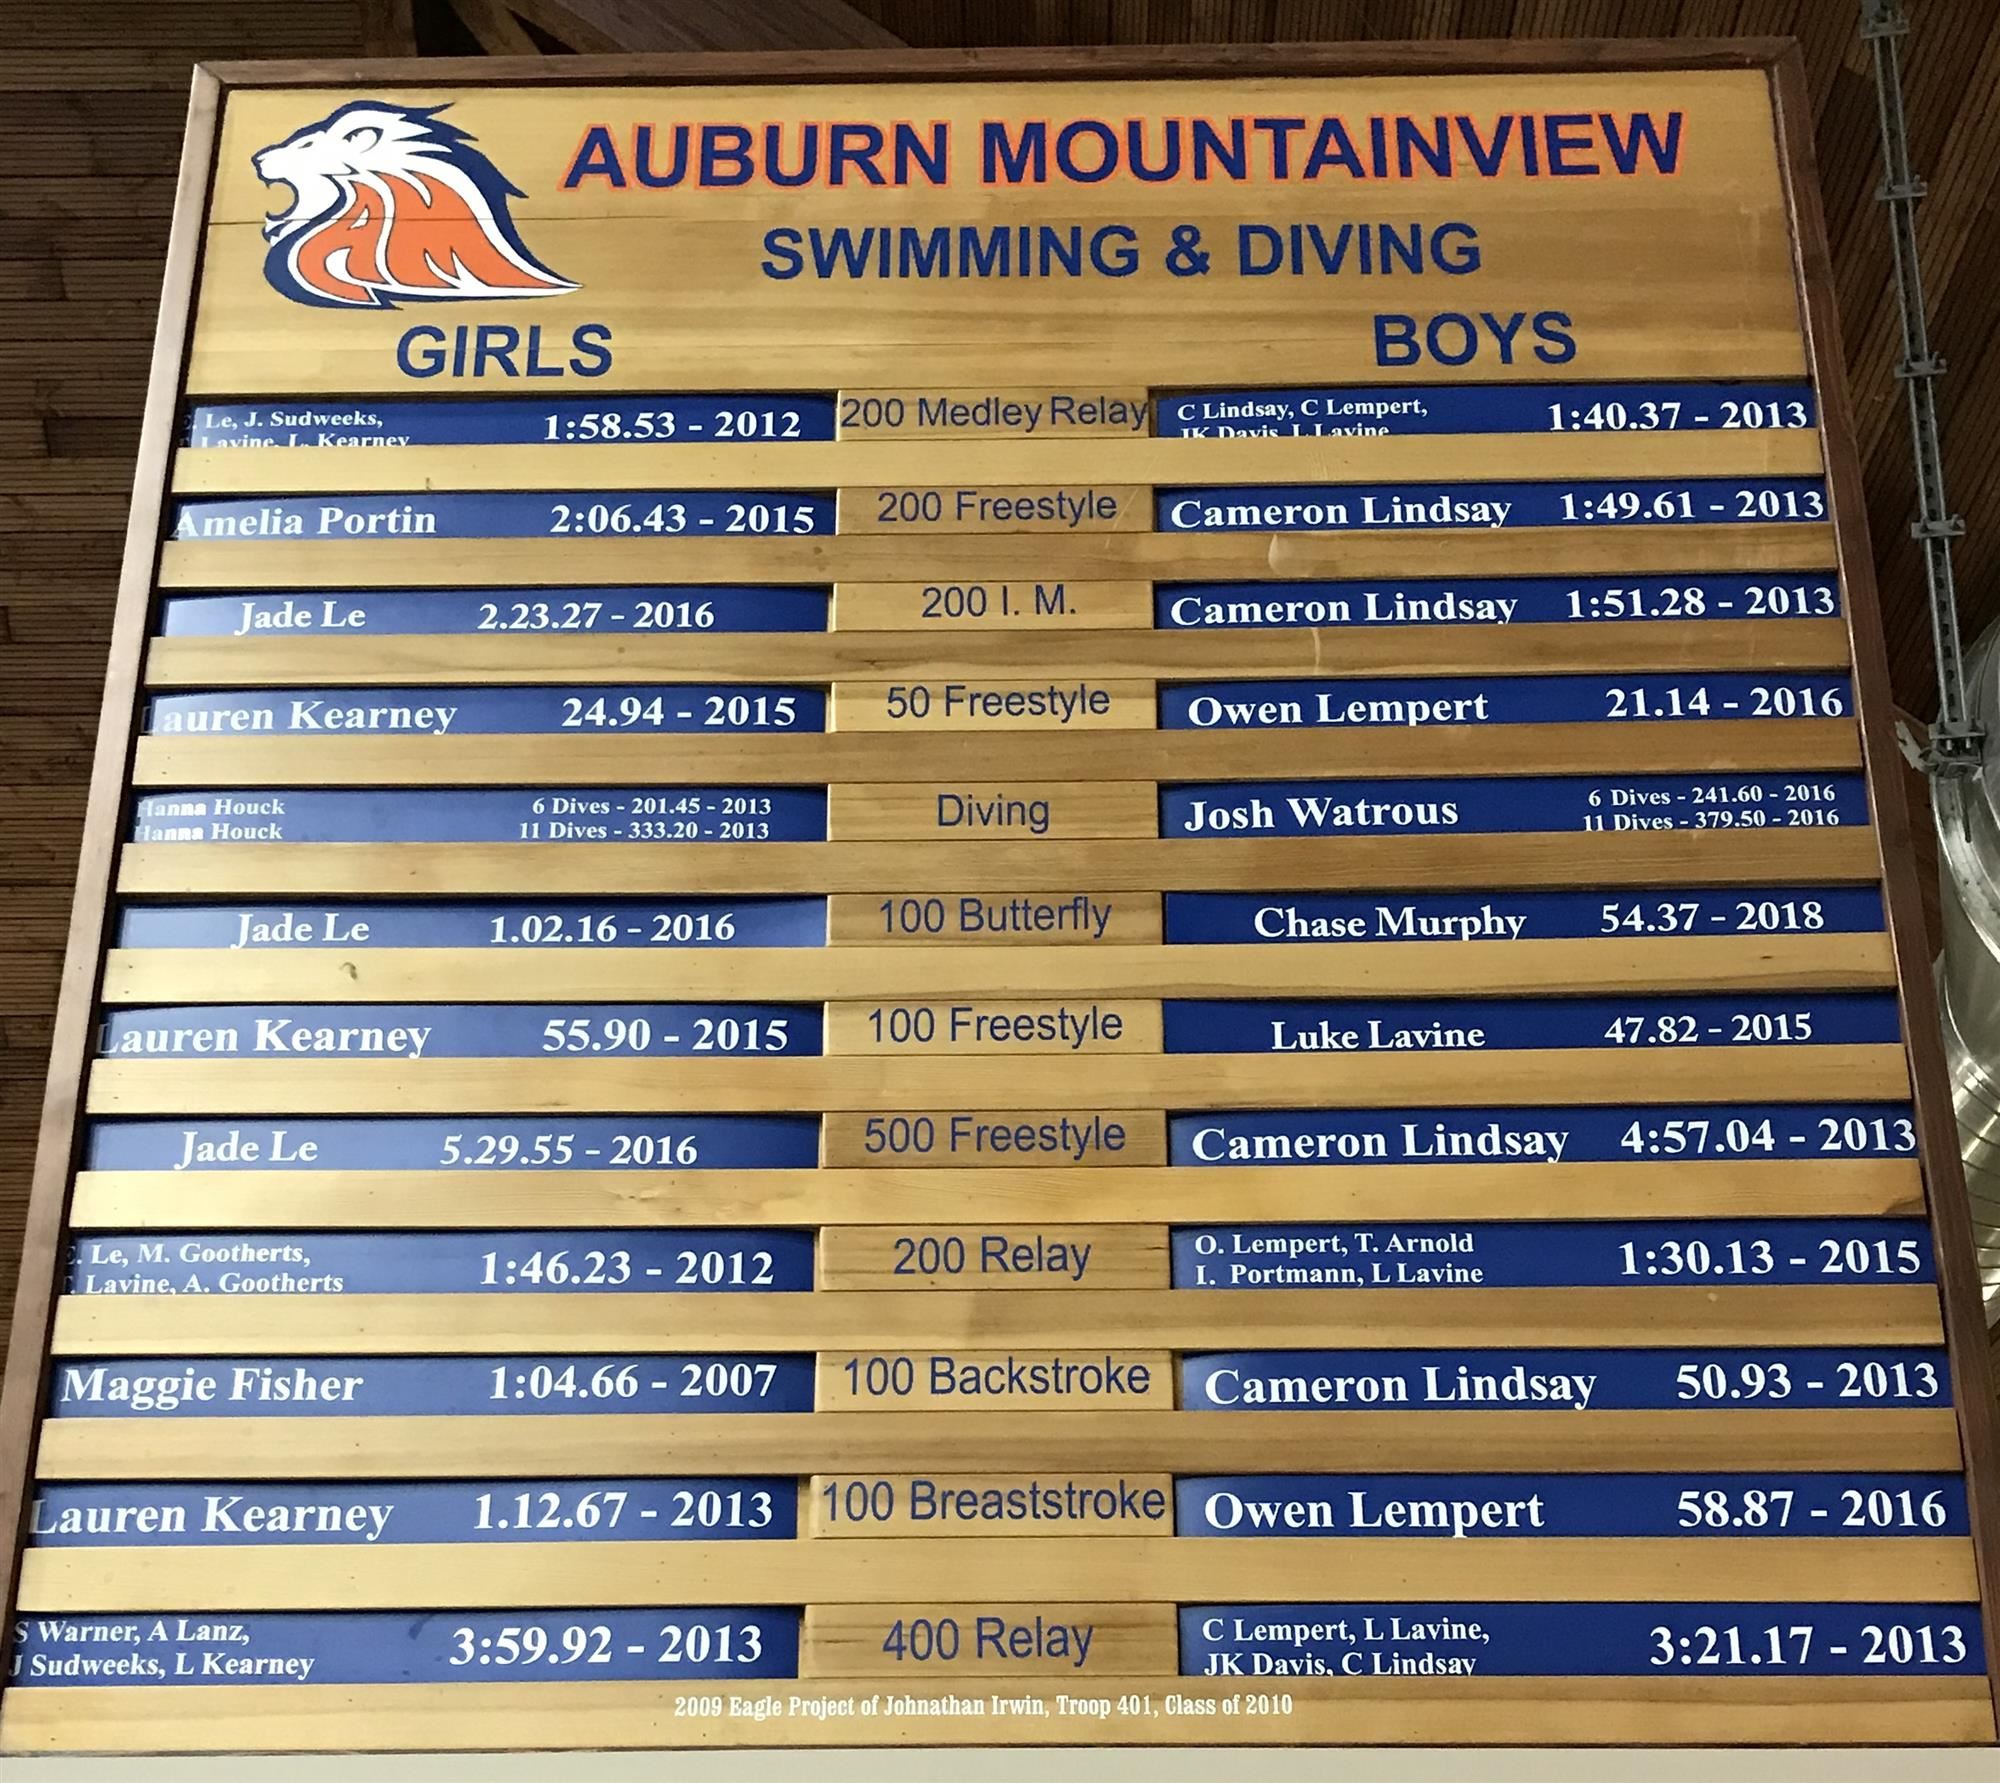 AM
AUBURN MOUNTAINVIEW
SWIMMING & DIVING
GIRLS
BOYS
Le, J. Sudweeks,
Lavine, L. Kearney
1:58.53 - 2012
200 Medley Relay
C Lindsay, C Lempert,
JK Davis, L Lavine
1:40.37 - 2013
Amelia Portin 2:06.43 - 2015
200 Freestyle
Cameron Lindsay 1:49.61 - 2013
Jade Le 2.23.27 - 2016
200 I. M.
Cameron Lindsay 1:51.28 - 2013
Lauren Kearney 24.94 - 2015
50 Freestyle
Owen Lempert 21.14 - 2016
Hanna Houck 6 Dives - 201.45 - 2013
Hanna Houck 11 Dives - 333.20 - 2013
Diving
Josh Watrous
6 Dives - 241.60 - 2016
11 Dives - 379.50 - 2016
Jade Le 1.02.16 - 2016
100 Butterfly
Chase Murphy 54.37 - 2018
Lauren Kearney 55.90 - 2015
100 Freestyle
Luke Lavine 47.82 - 2015
Jade Le 5.29.55 - 2016
500 Freestyle
Cameron Lindsay 4:57.04 - 2013
Le, M. Gootherts,
Lavine, A. Gootherts
1:46.23 - 2012
200 Relay
O. Lempert, T. Arnold
I. Portmann, L Lavine
1:30.13 - 2015
Maggie Fisher 1:04.66 - 2007
100 Backstroke
Cameron Lindsay 50.93 - 2013
Lauren Kearney 1.12.67 - 2013
100 Breaststroke
Owen Lempert 58.87 - 2016
S Warner, A Lanz,
J Sudweeks, L Kearney
3:59.92 - 2013
400 Relay
C Lempert, L Lavine,
JK Davis, C Lindsay
3:21.17 - 2013
2009 Eagle Project of Johnathan Irwin, Troop 401, Class of 2010